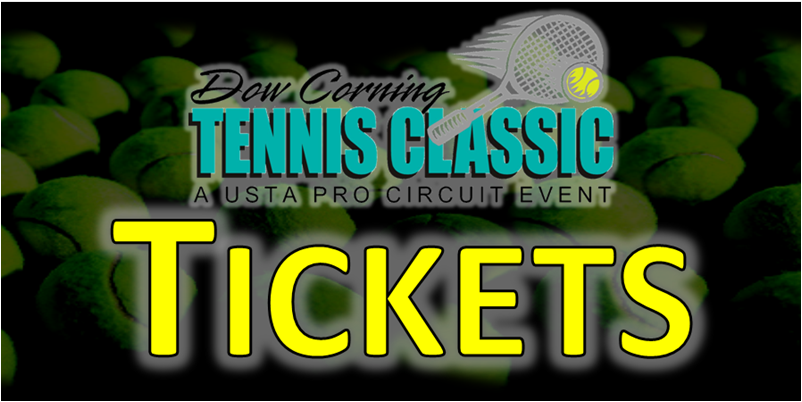 Dow Corning
TENNIS CLASSIC
A USTA PRO CIRCUIT EVENT
TICKETS